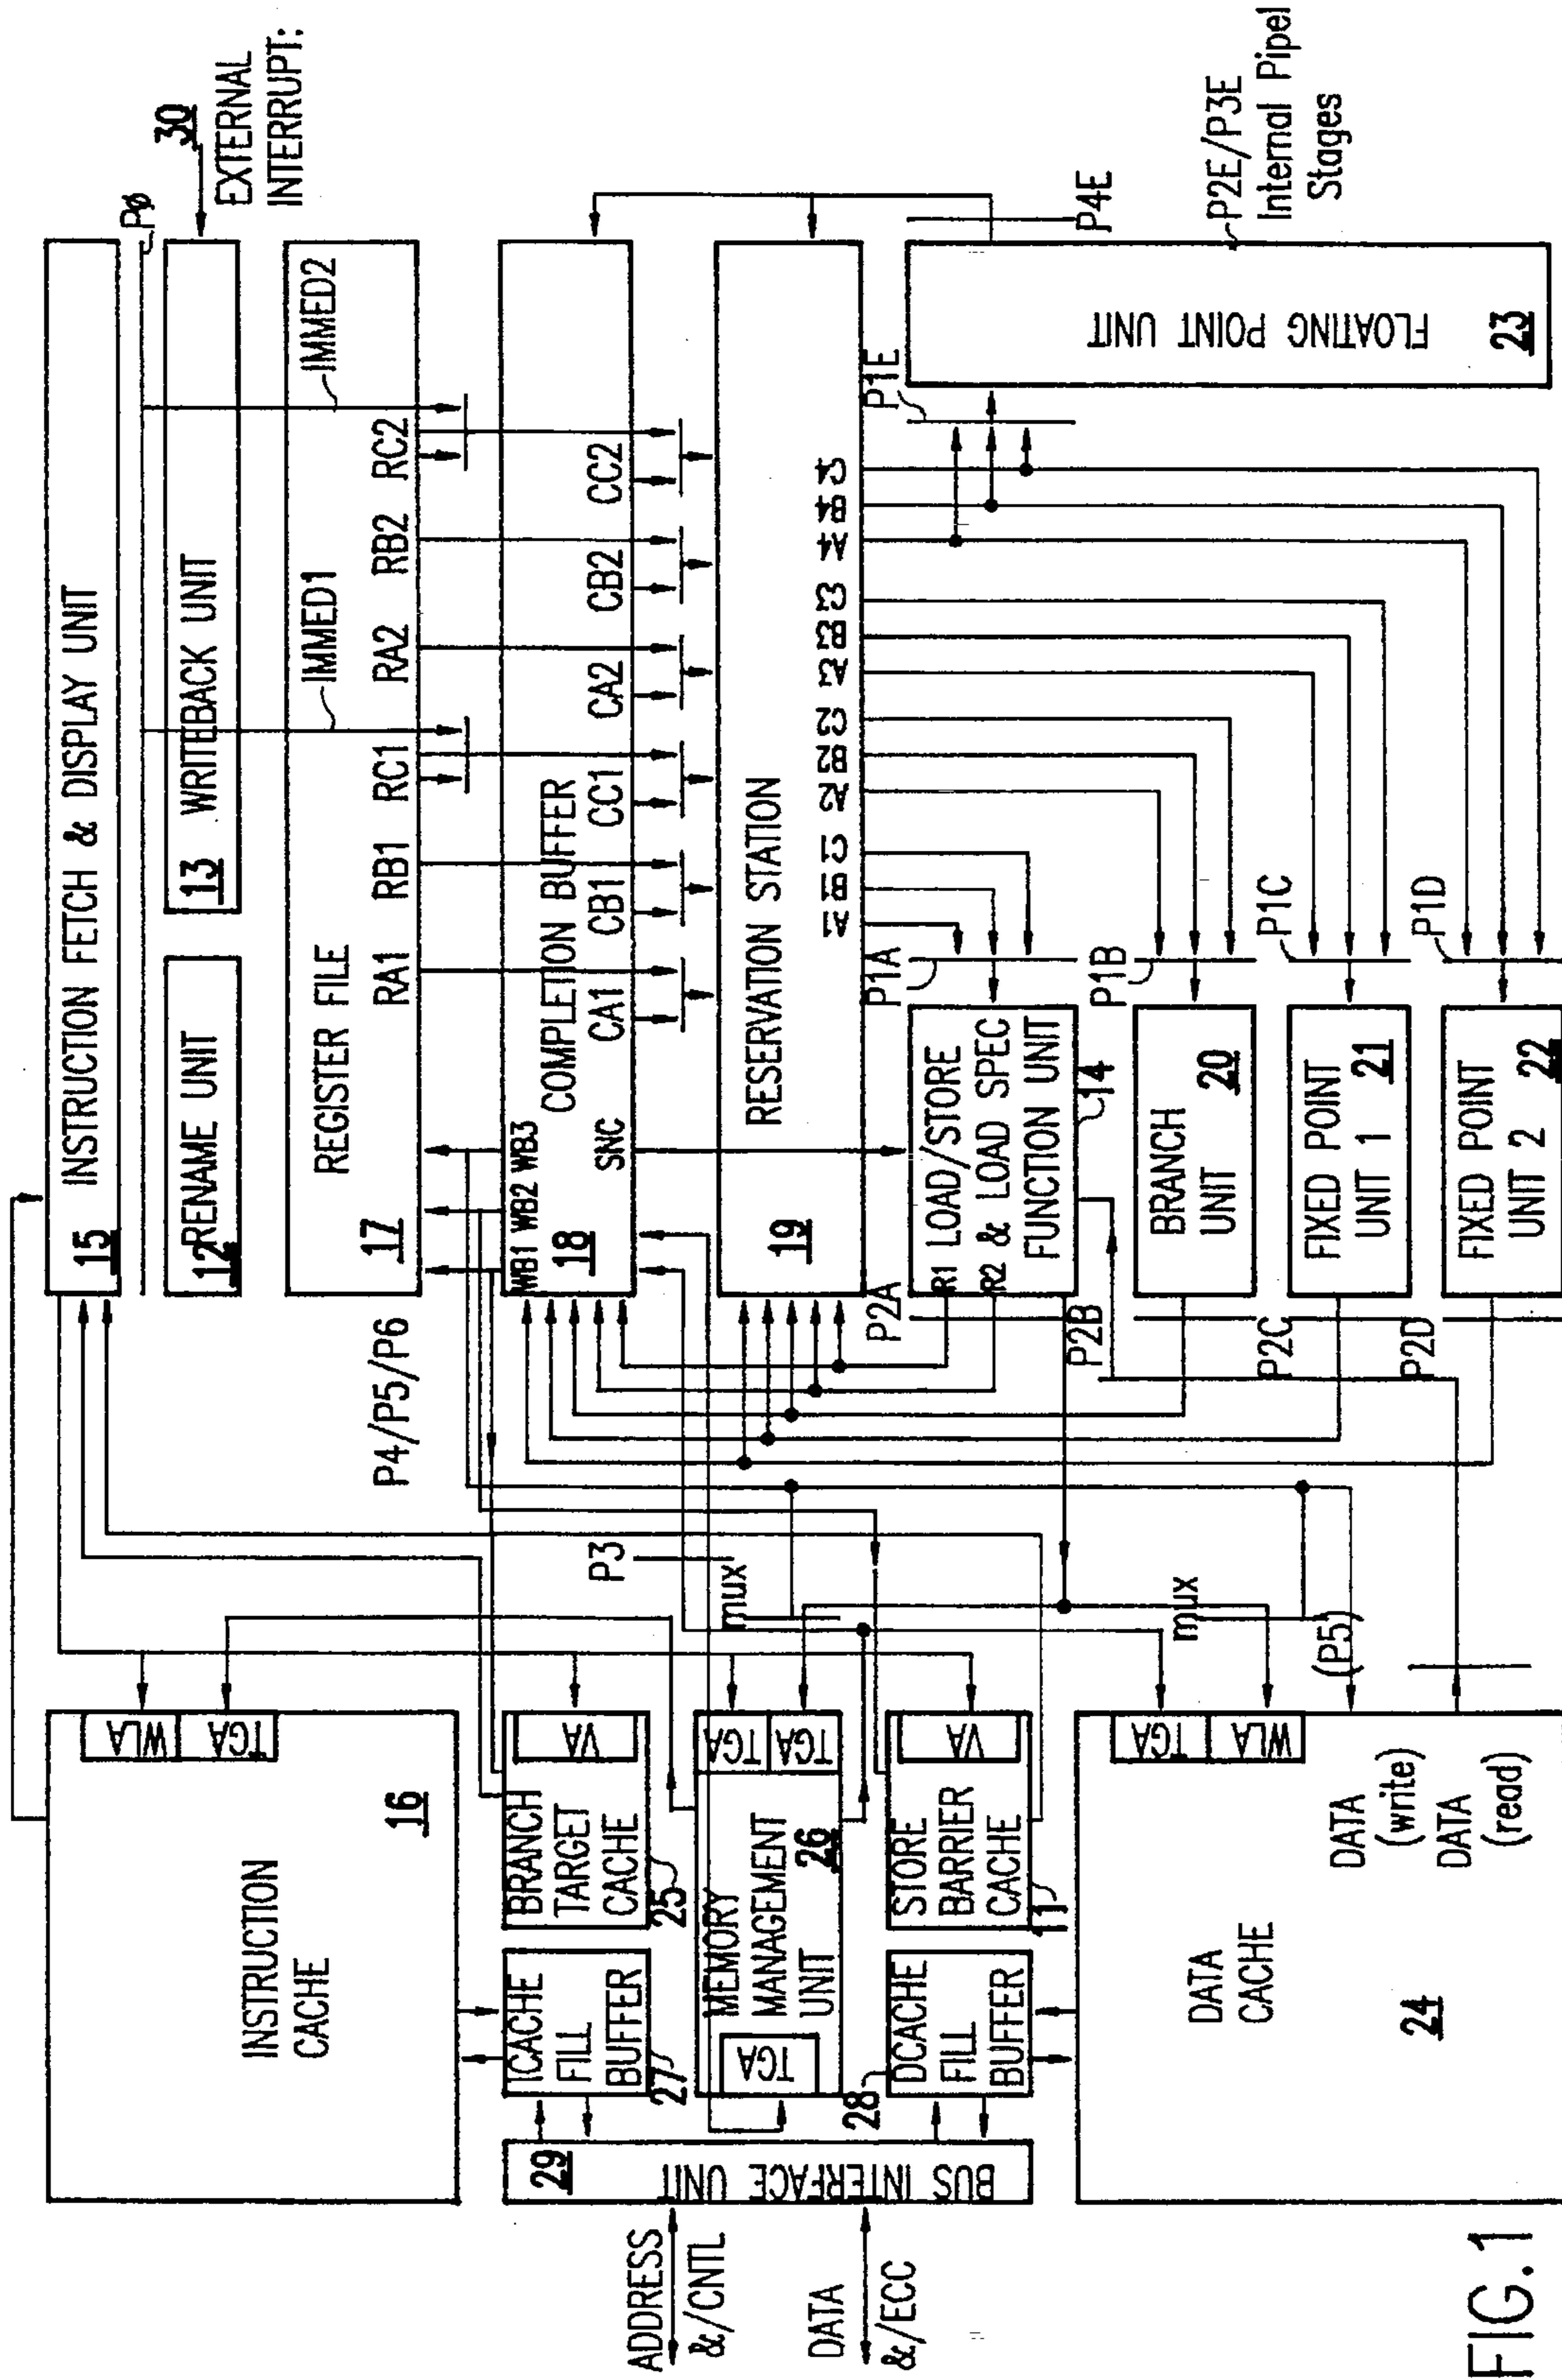 INSTRUCTION
CACHE
16
WLA
TGA
INSTRUCTION FETCH & DISPLAY UNIT
15
PØ
RENAME UNIT
12
13 WRITEBACK UNIT
30
EXTERNAL
INTERRUPT:
REGISTER FILE
17
RA1
RB1
RC1
RA2
RB2
RC2
IMMED1
IMMED2
P4/P5/P6
WB1 WB2 WB3
COMPLETION BUFFER
18
SNC
CA1
CB1
CC1
CA2
CB2
CC2
RESERVATION STATION
19
A1
B1
C1
A2
B2
C2
A3
B3
C3
A4
B4
C4
P4E
P2E/P3E
Internal Pipel
Stages
P1E
FLOATING POINT UNIT
23
P1A
P2A
R1 LOAD/STORE
R2 & LOAD SPEC
FUNCTION UNIT
14
P1B
P2B
BRANCH
UNIT
20
P1C
P2C
FIXED POINT
UNIT 1
21
P1D
P2D
FIXED POINT
UNIT 2
22
ICACHE
FILL
BUFFER
27
BRANCH
TARGET
CACHE
25
VA
MEMORY
MANAGEMENT
UNIT
26
TGA
TGA
TGA
P3
mux
DCACHE
FILL
BUFFER
28
STORE
BARRIER
CACHE
11
VA
mux
(P5)
BUS INTERFACE UNIT
29
ADDRESS
&/CNTL
DATA
&/ECC
DATA
CACHE
24
TGA
WLA
DATA
(write)
DATA
(read)
FIG.1